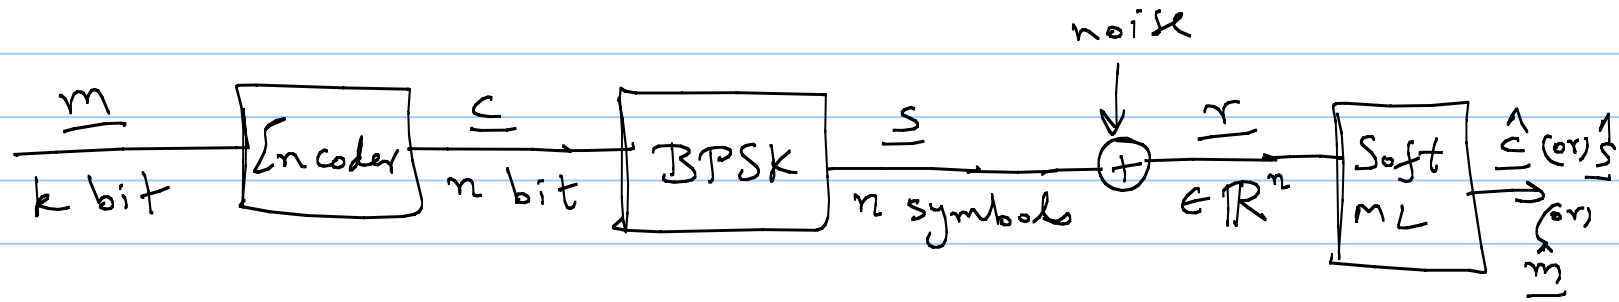 noise
m c s r ĉ (or) ŝ
Encoder BPSK + Soft ML
k bit n bit n symbols ∈ ℝⁿ (or)
m̂